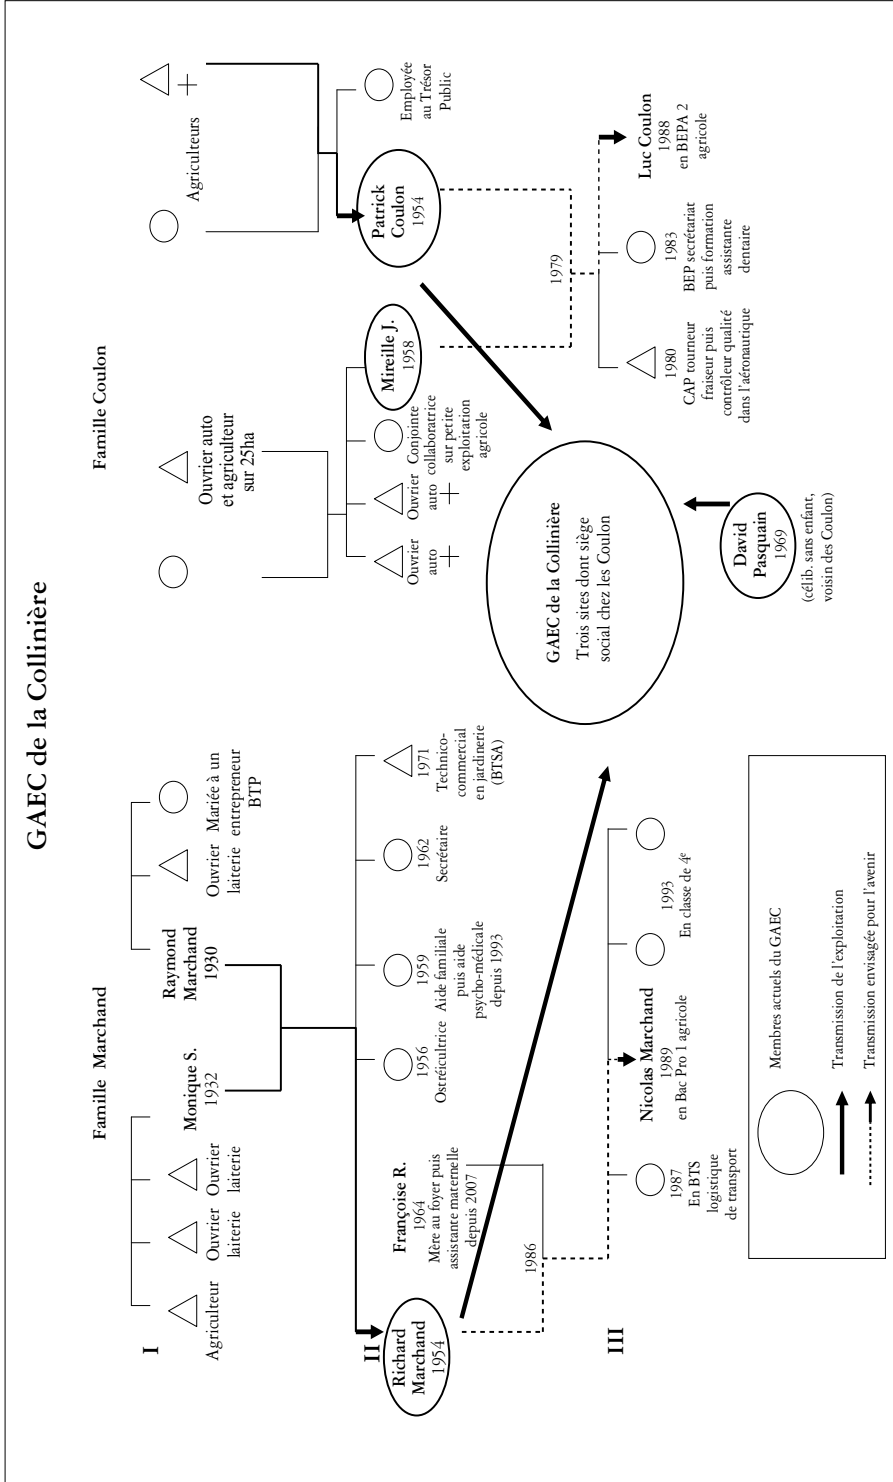 GAEC de la Collinière
Famille Marchand
Famille Coulon
I
Agriculteur
Ouvrier
laiterie
Ouvrier
laiterie
Monique S.
1932
Raymond
Marchand
1930
Ouvrier
laiterie
Mariée à un
entrepreneur
BTP
Ouvrier auto
et agriculteur
sur 25ha
Agriculteurs
II
Richard
Marchand
1954
Françoise R.
1964
Mère au foyer puis
assistante maternelle
depuis 2007
1956
Ostréicultrice
1959
Aide familiale
puis aide
psycho-médicale
depuis 1993
1962
Secrétaire
1971
Technico-
commercial
en jardinerie
(BTSA)
Ouvrier
auto
Ouvrier
auto
Conjointe
collaboratrice
sur petite
exploitation
agricole
Mireille J.
1958
Patrick
Coulon
1954
Employée
au Trésor
Public
1986
1979
GAEC de la Collinière
Trois sites dont siège
social chez les Coulon
III
1987
En BTS
logistique
de transport
Nicolas Marchand
1989
en Bac Pro 1 agricole
1993
En classe de 4e
1980
CAP tourneur
fraiseur puis
contrôleur qualité
dans l'aéronautique
1983
BEP secrétariat
puis formation
assistante
dentaire
Luc Coulon
1988
en BEPA 2
agricole
David
Pasquain
1969
(célib. sans enfant,
voisin des Coulon)
Membres actuels du GAEC
Transmission de l'exploitation
Transmission envisagée pour l'avenir